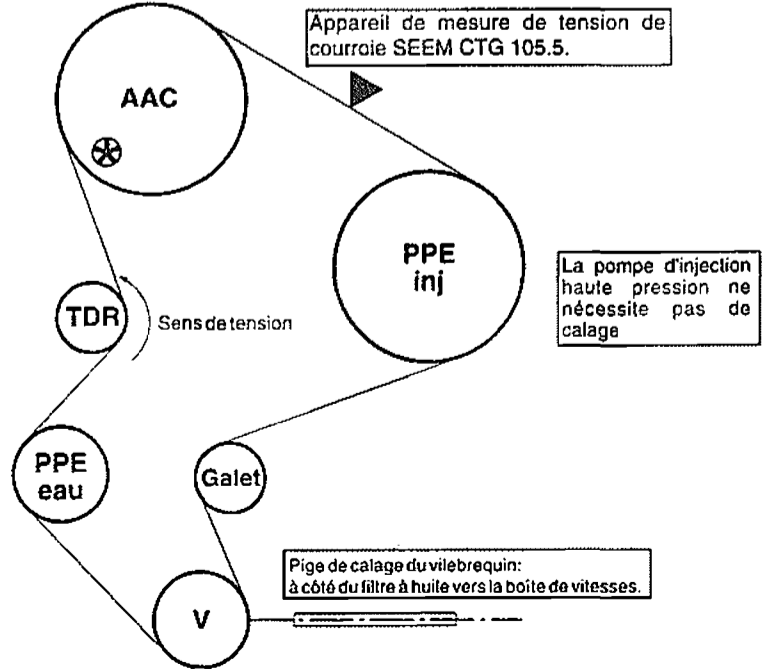 Appareil de mesure de tension de
courroie SEEM CTG 105.5.
AAC
PPE
inj
La pompe d'injection
haute pression ne
nécessite pas de
calage
TDR
Sens de tension
PPE
eau
Galet
Pige de calage du vilebrequin:
à côté du filtre à huile vers la boîte de vitesses.
V